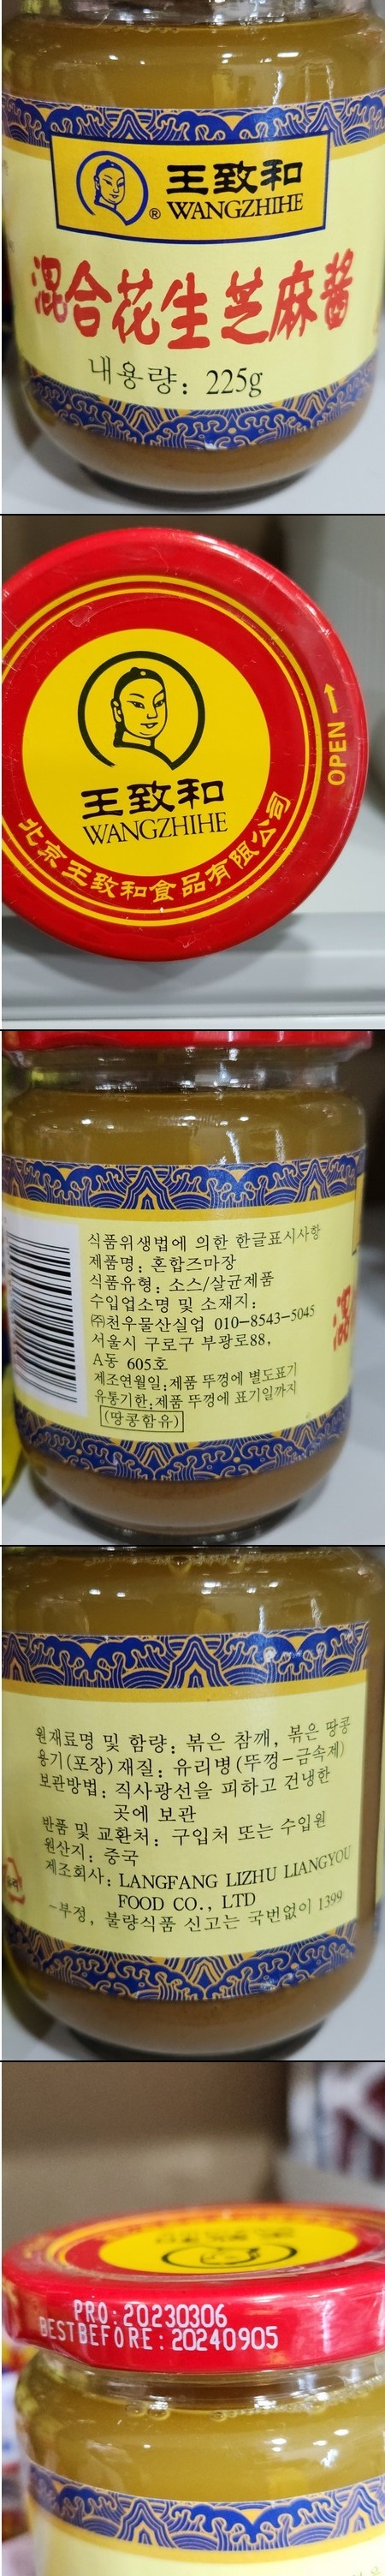 王致和
® WANGZHIHE
混合花生芝麻酱
내용량: 225g
OPEN →
王致和
WANGZHIHE
北京王致和食品有限公司
식품위생법에 의한 한글표시사항
제품명: 혼합즈마장
식품유형: 소스/살균제품
수입업소명 및 소재지:
㈜천우물산실업 010-8543-5045
서울시 구로구 부광로88,
A동 605호
제조연월일:제품 뚜껑에 별도표기
유통기한:제품 뚜껑에 표기일까지
(땅콩함유)
원재료명 및 함량: 볶은 참깨, 볶은 땅콩
용기(포장)재질: 유리병(뚜껑-금속제)
보관방법: 직사광선을 피하고 건냉한
곳에 보관
반품 및 교환처: 구입처 또는 수입원
원산지: 중국
제조회사: LANGFANG LIZHU LIANGYOU
FOOD CO., LTD
-부정, 불량식품 신고는 국번없이 1399
PRO:20230306
BESTBEFORE:20240905